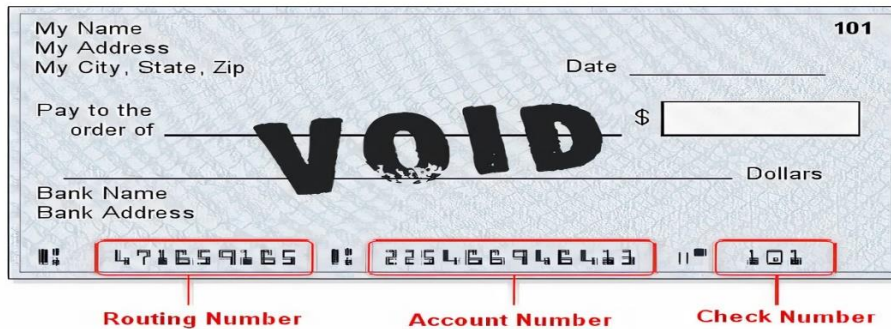 My Name 101
My Address
My City, State, Zip Date
Pay to the $
order of
VOID
Dollars
Bank Name
Bank Address
471659165 225466946413 101
Routing Number Account Number Check Number